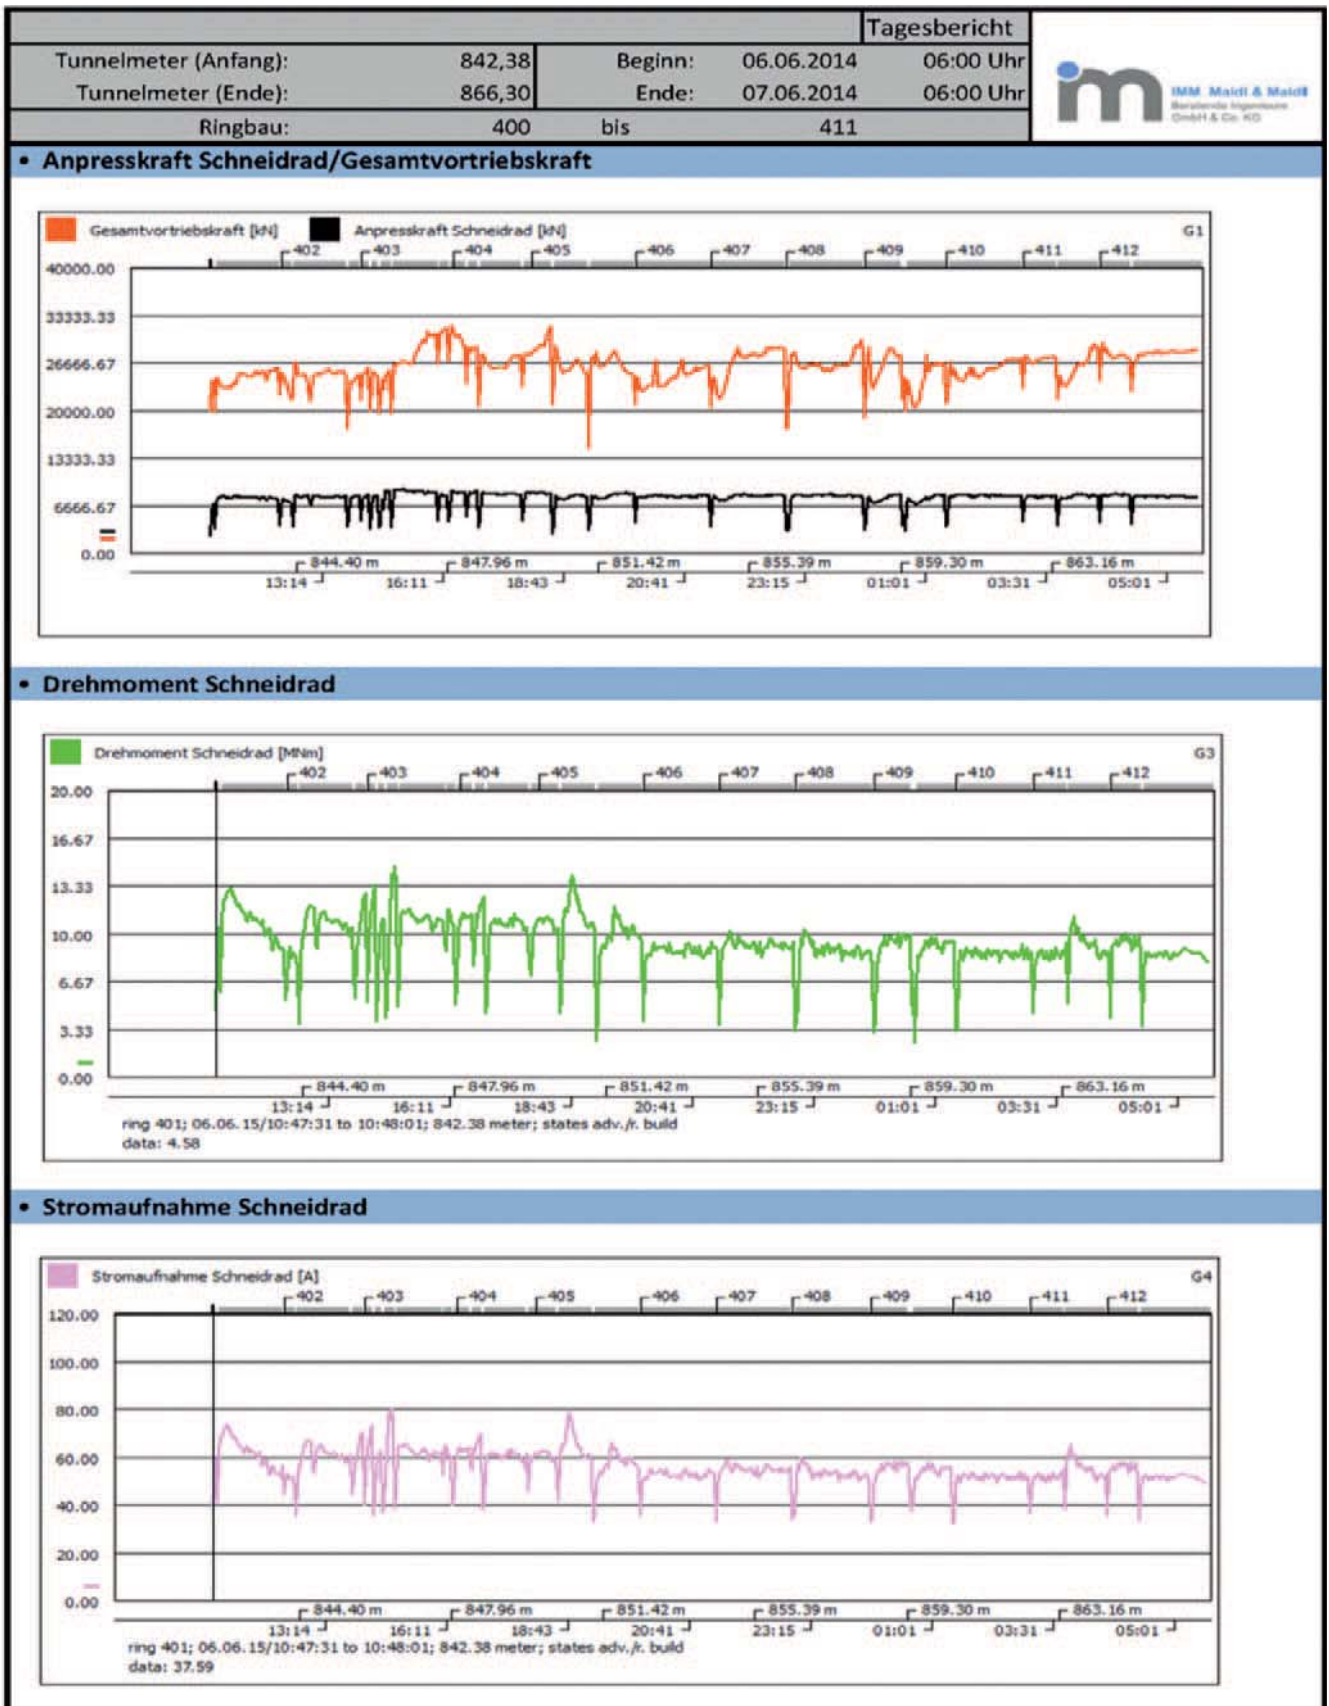 Tagesbericht
Tunnelmeter (Anfang): 842,38 Beginn: 06.06.2014 06:00 Uhr
Tunnelmeter (Ende): 866,30 Ende: 07.06.2014 06:00 Uhr
Ringbau: 400 bis 411
im IMM Maidl & Maidl
Beratende Ingenieure
GmbH & Co. KG
• Anpresskraft Schneidrad/Gesamtvortriebskraft
Gesamtvortriebskraft [kN] Anpresskraft Schneidrad [kN] G1
402 403 404 405 406 407 408 409 410 411 412
40000.00
33333.33
26666.67
20000.00
13333.33
6666.67
0.00
844.40 m 847.96 m 851.42 m 855.39 m 859.30 m 863.16 m
13:14 16:11 18:43 20:41 23:15 01:01 03:31 05:01
• Drehmoment Schneidrad
Drehmoment Schneidrad [MNm] G3
402 403 404 405 406 407 408 409 410 411 412
20.00
16.67
13.33
10.00
6.67
3.33
0.00
844.40 m 847.96 m 851.42 m 855.39 m 859.30 m 863.16 m
13:14 16:11 18:43 20:41 23:15 01:01 03:31 05:01
ring 401; 06.06.15/10:47:31 to 10:48:01; 842.38 meter; states adv./r. build
data: 4.58
• Stromaufnahme Schneidrad
Stromaufnahme Schneidrad [A] G4
402 403 404 405 406 407 408 409 410 411 412
120.00
100.00
80.00
60.00
40.00
20.00
0.00
844.40 m 847.96 m 851.42 m 855.39 m 859.30 m 863.16 m
13:14 16:11 18:43 20:41 23:15 01:01 03:31 05:01
ring 401; 06.06.15/10:47:31 to 10:48:01; 842.38 meter; states adv./r. build
data: 37.59